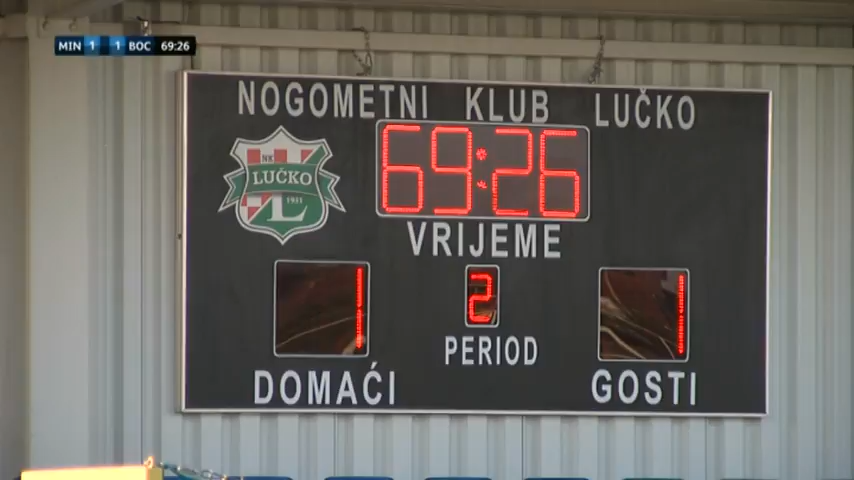 MIN 1 1 BOC 69:26
NOGOMETNI KLUB LUČKO
NK
LUČKO
1931
L
69:26
VRIJEME
1 2 1
PERIOD
DOMAĆI GOSTI